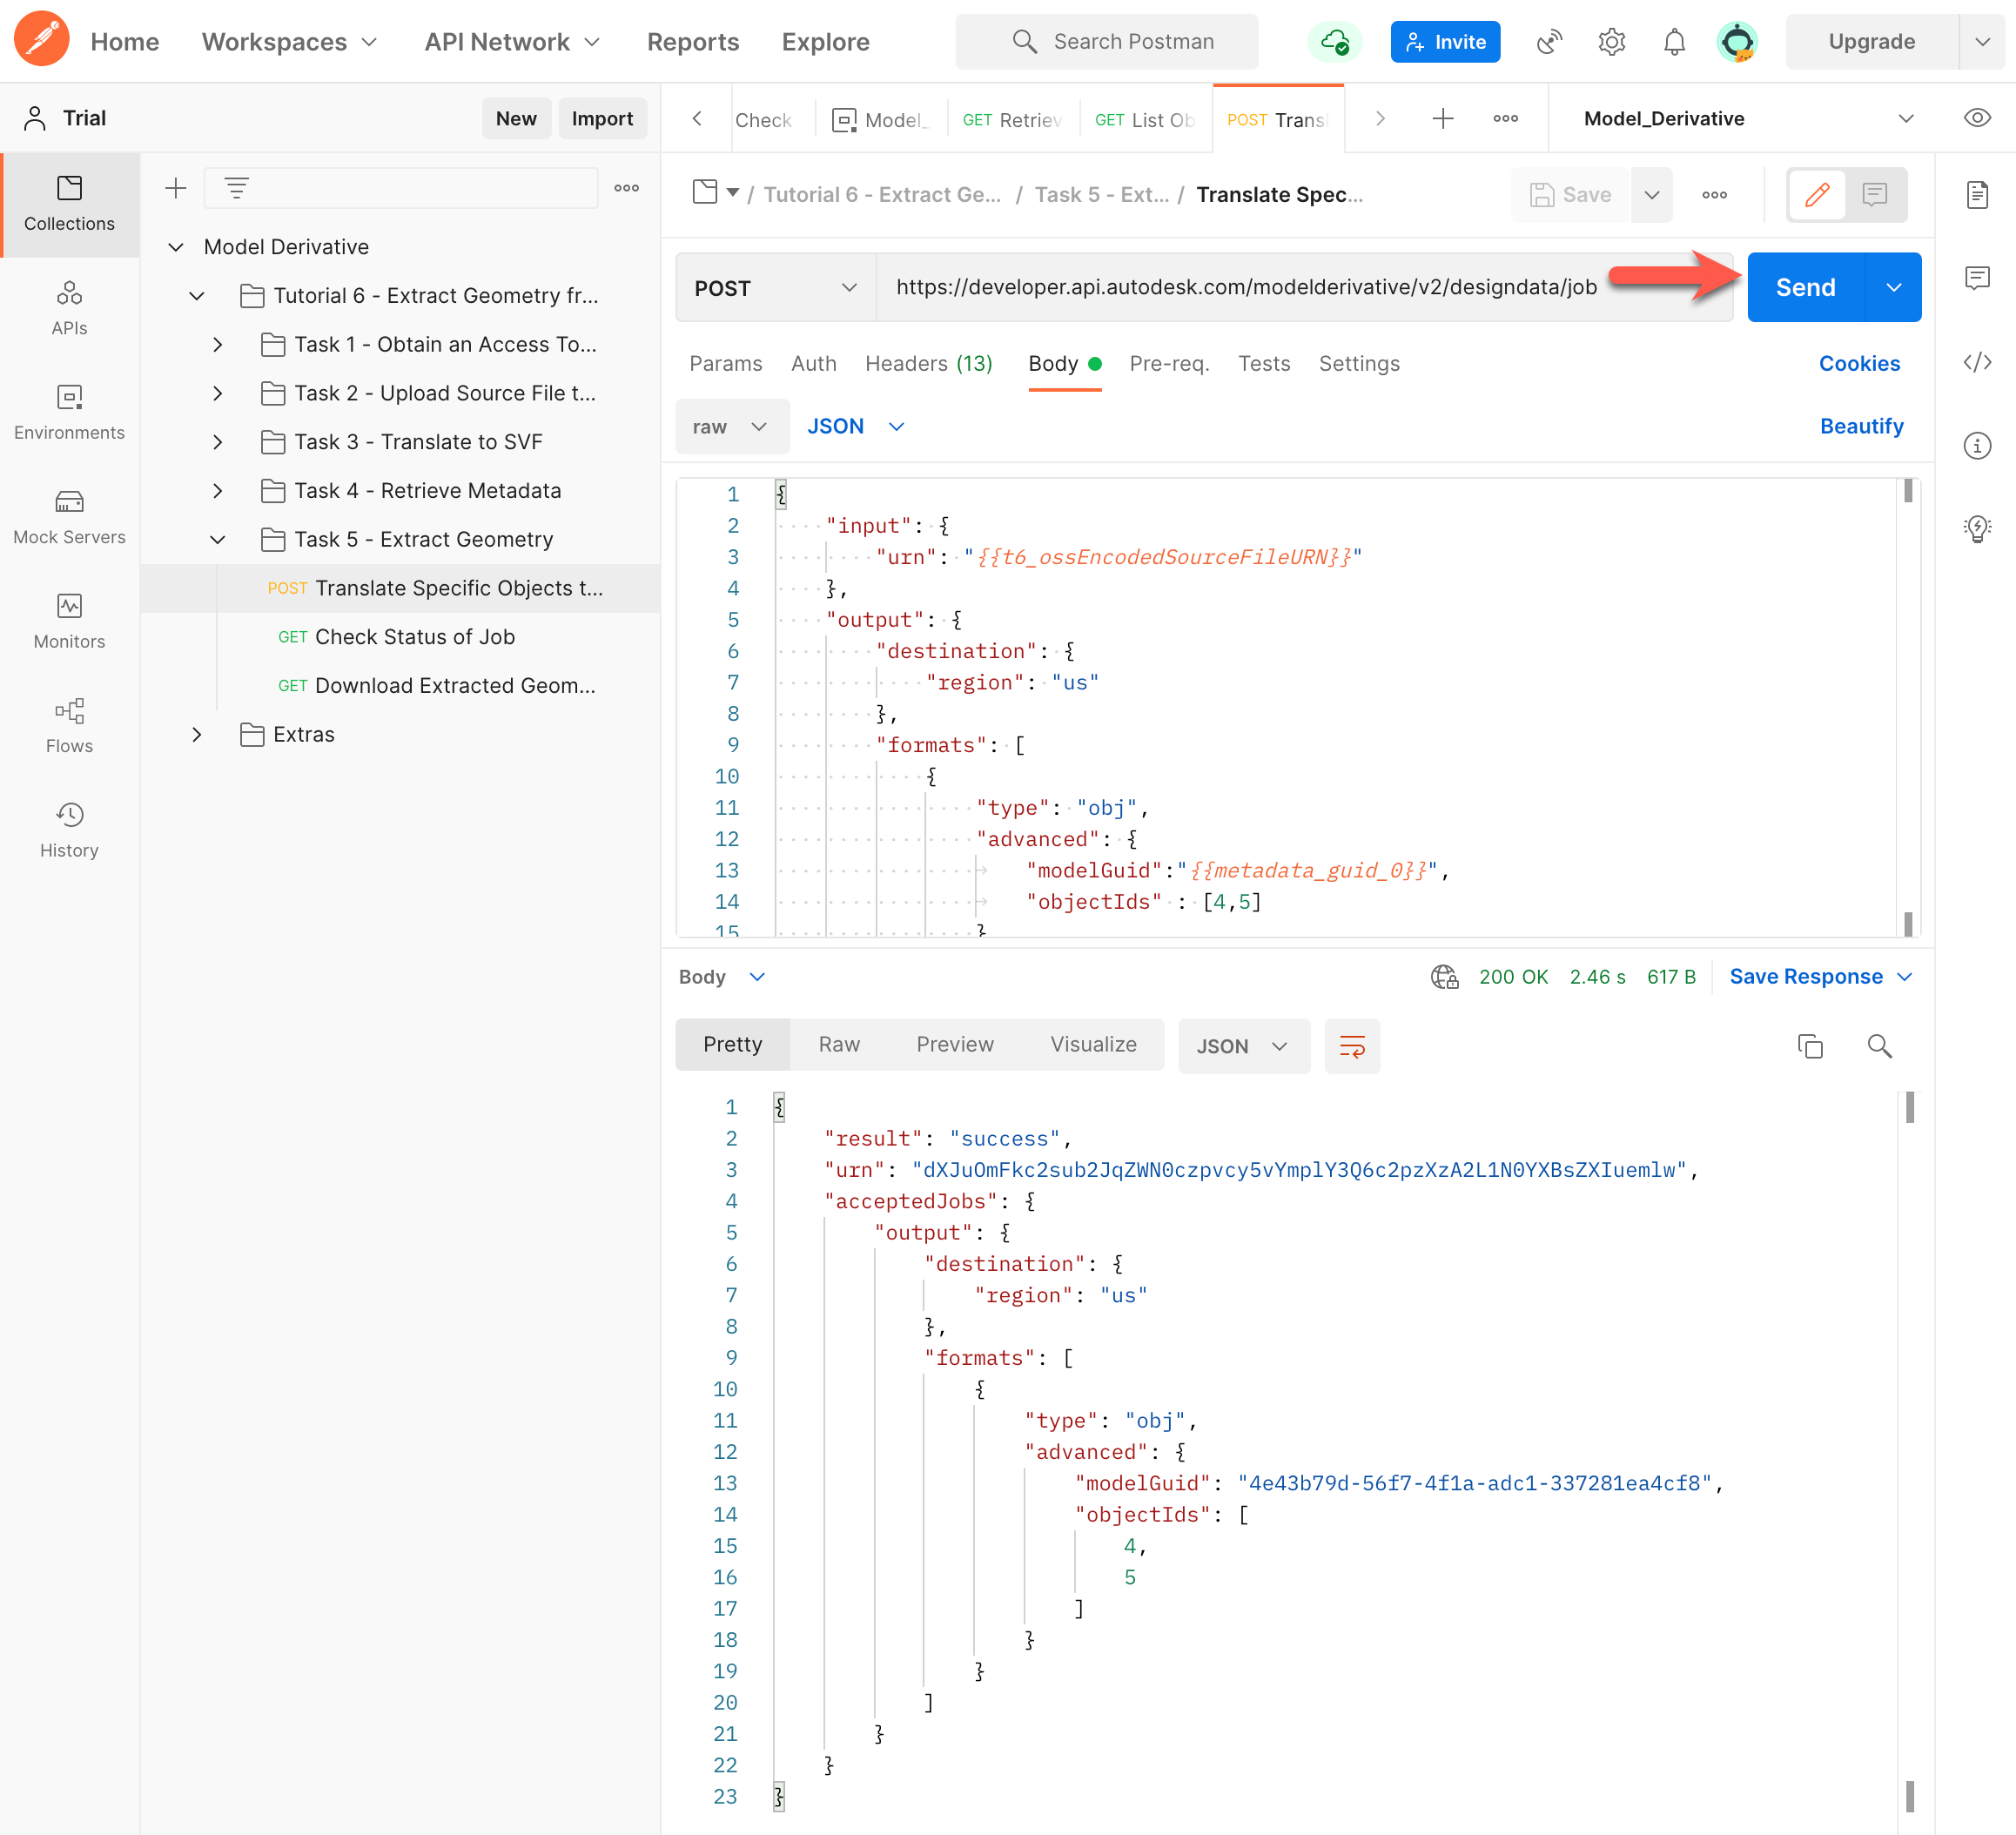 Home Workspaces API Network Reports Explore Search Postman Invite Upgrade
Trial New Import
Check Model_ GET Retriev GET List Ob POST Transl Model_Derivative
Collections
APIs
Environments
Mock Servers
Monitors
Flows
History
Model Derivative
Tutorial 6 - Extract Geometry fr...
Task 1 - Obtain an Access To...
Task 2 - Upload Source File t...
Task 3 - Translate to SVF
Task 4 - Retrieve Metadata
Task 5 - Extract Geometry
POST Translate Specific Objects t...
GET Check Status of Job
GET Download Extracted Geom...
Extras
/ Tutorial 6 - Extract Ge... / Task 5 - Ext... / Translate Spec... Save
POST https://developer.api.autodesk.com/modelderivative/v2/designdata/job Send
Params Auth Headers (13) Body Pre-req. Tests Settings Cookies
raw JSON Beautify
1 {
2 "input": {
3 "urn": "{{t6_ossEncodedSourceFileURN}}"
4 },
5 "output": {
6 "destination": {
7 "region": "us"
8 },
9 "formats": [
10 {
11 "type": "obj",
12 "advanced": {
13 "modelGuid":"{{metadata_guid_0}}",
14 "objectIds" : [4,5]
15 }
Body 200 OK 2.46 s 617 B Save Response
Pretty Raw Preview Visualize JSON
1 {
2 "result": "success",
3 "urn": "dXJuOmFkc2sub2JqZWN0czpvcy5vYmplY3Q6c2pzXzA2L1N0YXBsZXIuemlw",
4 "acceptedJobs": {
5 "output": {
6 "destination": {
7 "region": "us"
8 },
9 "formats": [
10 {
11 "type": "obj",
12 "advanced": {
13 "modelGuid": "4e43b79d-56f7-4f1a-adc1-337281ea4cf8",
14 "objectIds": [
15 4,
16 5
17 ]
18 }
19 }
20 ]
21 }
22 }
23 }